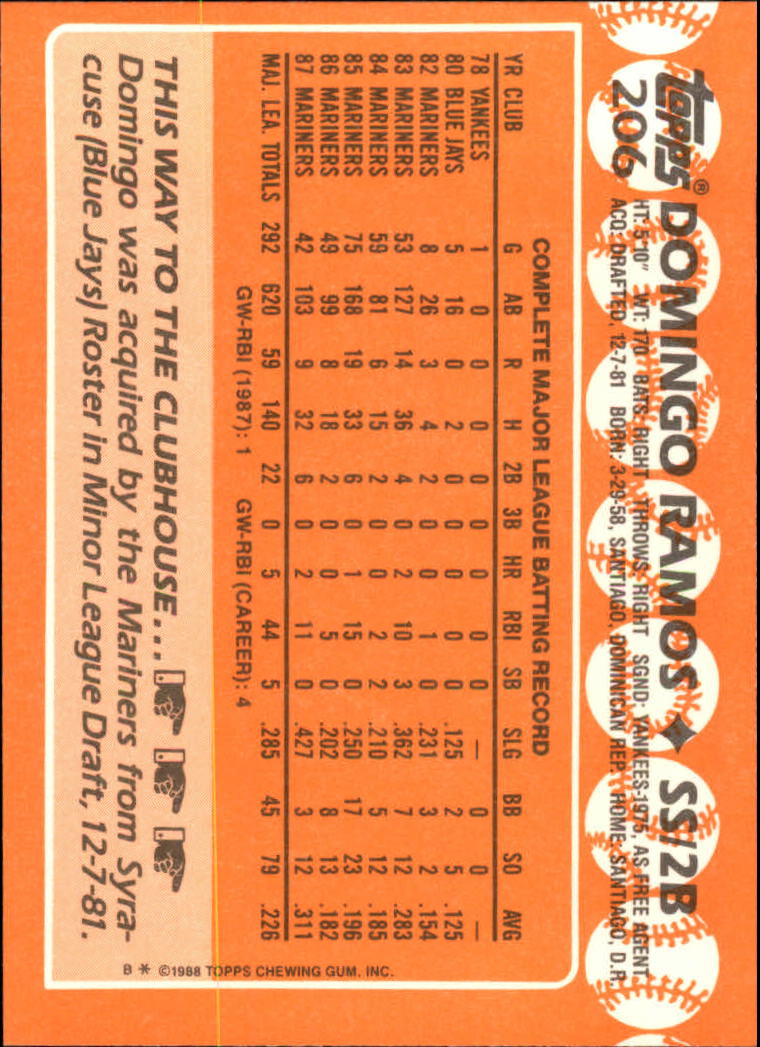 topps® DOMINGO RAMOS ✦ SS/2B
206 HT: 5'10" WT: 170 BATS: RIGHT THROWS: RIGHT SGND: YANKEES-1975, AS FREE AGENT
ACQ: DRAFTED, 12-7-81 BORN: 3-29-58, SANTIAGO, DOMINICAN REP. HOME: SANTIAGO, D.R.
COMPLETE MAJOR LEAGUE BATTING RECORD
YR CLUB G AB R H 2B 3B HR RBI SB SLG BB SO AVG
78 YANKEES 1 0 0 0 0 0 0 0 0 — 0 0 —
80 BLUE JAYS 5 16 0 2 0 0 0 0 0 .125 2 5 .125
82 MARINERS 8 26 3 4 2 0 0 1 0 .231 3 2 .154
83 MARINERS 53 127 14 36 4 0 2 10 3 .362 7 12 .283
84 MARINERS 59 81 6 15 2 0 0 2 2 .210 5 12 .185
85 MARINERS 75 168 19 33 6 0 1 15 0 .250 17 23 .196
86 MARINERS 49 99 8 18 2 0 0 5 0 .202 8 13 .182
87 MARINERS 42 103 9 32 6 0 2 11 0 .427 3 12 .311
MAJ. LEA. TOTALS 292 620 59 140 22 0 5 44 5 .285 45 79 .226
GW-RBI (1987): 1 GW-RBI (CAREER): 4
THIS WAY TO THE CLUBHOUSE...
Domingo was acquired by the Mariners from Syra-
cuse (Blue Jays) Roster in Minor League Draft, 12-7-81.
B * ©1988 TOPPS CHEWING GUM, INC.